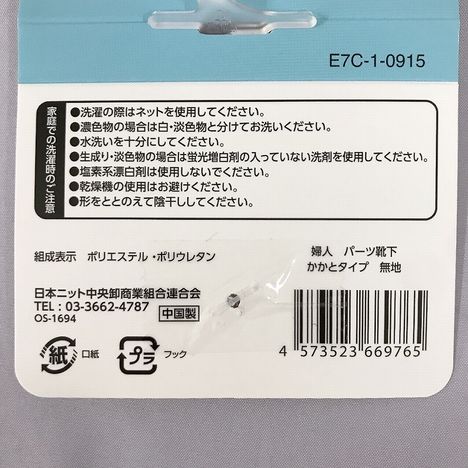 E7C-1-0915
家庭での洗濯時のご注意
●洗濯の際はネットを使用してください。
●濃色物の場合は白・淡色物と分けてお洗いください。
●水洗いを十分にしてください。
●生成り・淡色物の場合は蛍光増白剤の入っていない洗剤を使用してください。
●塩素系漂白剤は使用しないでください。
●乾燥機の使用はお避けください。
●形をととのえて陰干ししてください。
組成表示 ポリエステル・ポリウレタン
婦人 パーツ靴下
かかとタイプ 無地
日本ニット中央卸商業組合連合会
TEL：03-3662-4787 中国製
OS-1694
紙 口紙 プラ フック
4 573523 669765